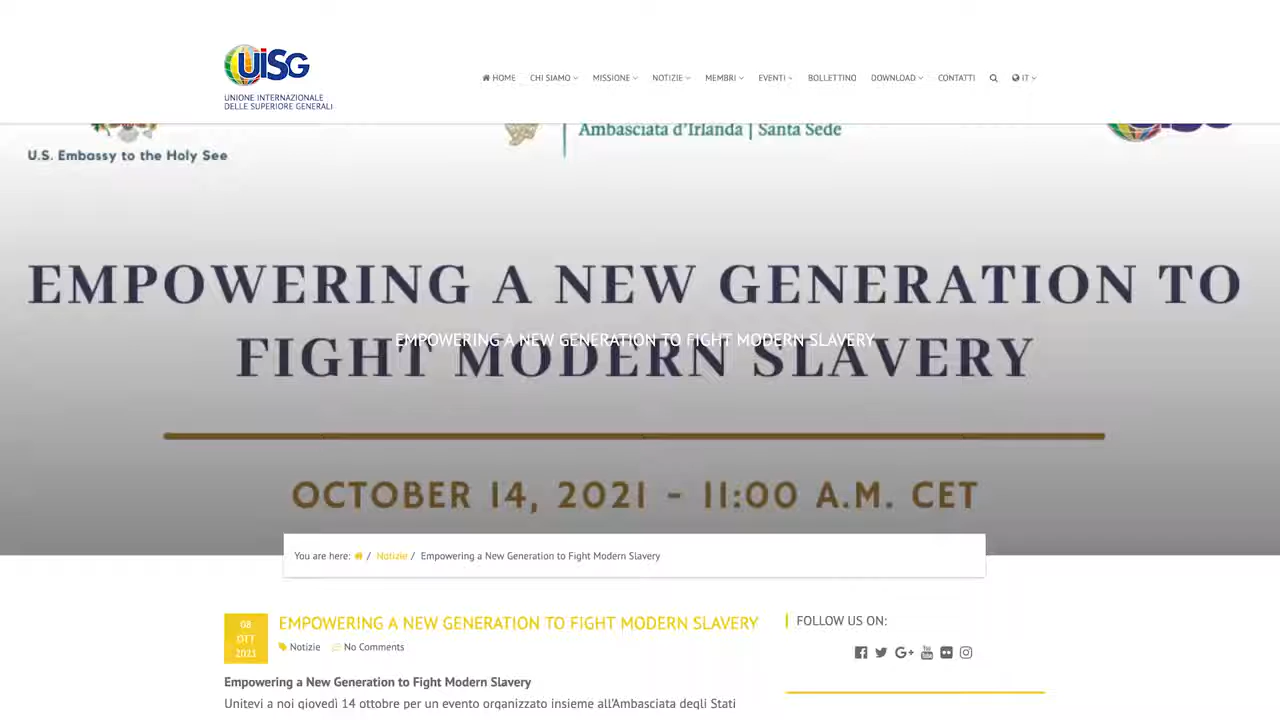 UISG
UNIONE INTERNAZIONALE
DELLE SUPERIORE GENERALI
HOME CHI SIAMO MISSIONE NOTIZIE MEMBRI EVENTI BOLLETTINO DOWNLOAD CONTATTI IT
U.S. Embassy to the Holy See
Ambasciata d'Irlanda | Santa Sede
EMPOWERING A NEW GENERATION TO
FIGHT MODERN SLAVERY
EMPOWERING A NEW GENERATION TO FIGHT MODERN SLAVERY
OCTOBER 14, 2021 - 11:00 A.M. CET
You are here: / Notizie / Empowering a New Generation to Fight Modern Slavery
08
OTT
2021
EMPOWERING A NEW GENERATION TO FIGHT MODERN SLAVERY
Notizie No Comments
Empowering a New Generation to Fight Modern Slavery
Unitevi a noi giovedì 14 ottobre per un evento organizzato insieme all'Ambasciata degli Stati
FOLLOW US ON: